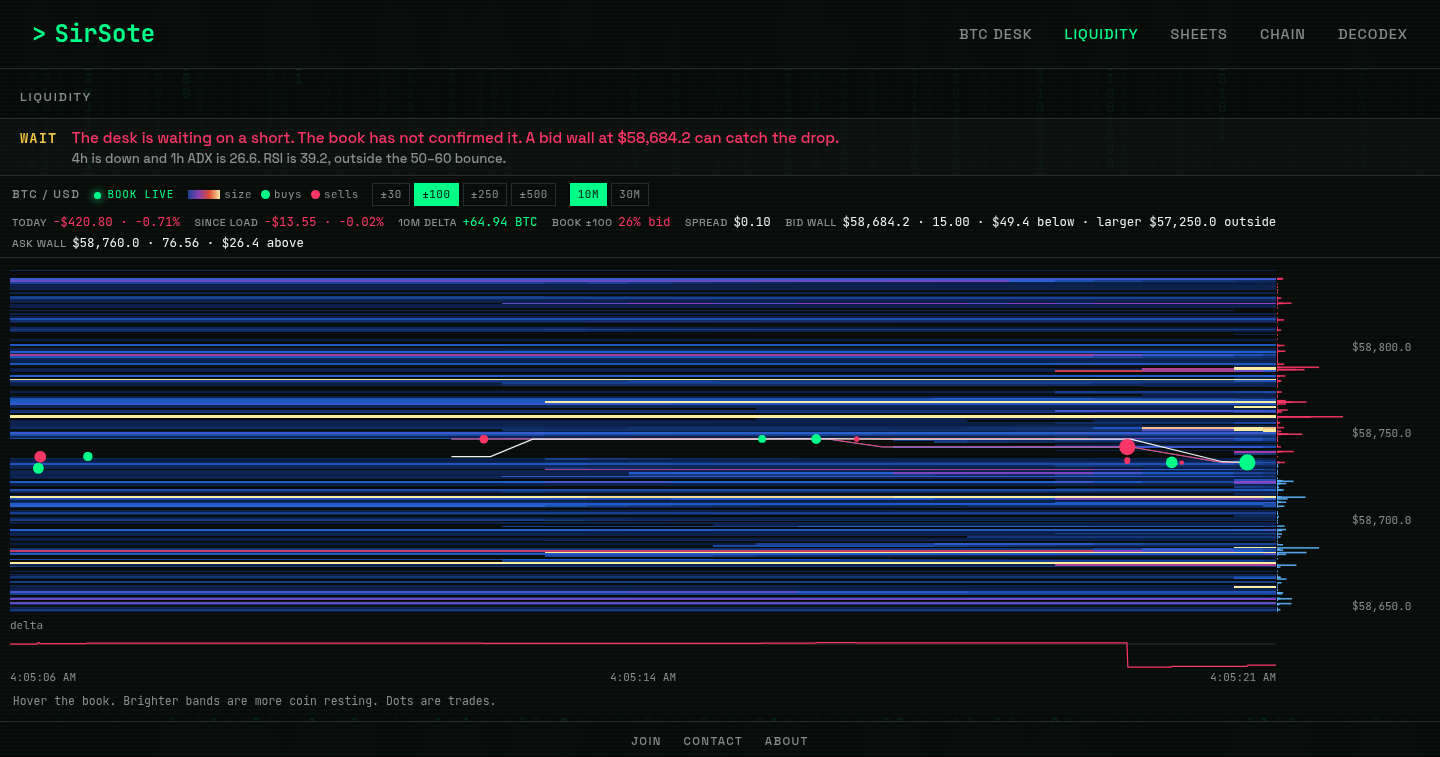 > SirSote
BTC DESK LIQUIDITY SHEETS CHAIN DECODEX
LIQUIDITY
WAIT The desk is waiting on a short. The book has not confirmed it. A bid wall at $58,684.2 can catch the drop.
4h is down and 1h ADX is 26.6. RSI is 39.2, outside the 50–60 bounce.
BTC / USD BOOK LIVE size buys sells ±30 ±100 ±250 ±500 10M 30M
TODAY -$420.80 · -0.71% SINCE LOAD -$13.55 · -0.02% 10M DELTA +64.94 BTC BOOK ±100 26% bid SPREAD $0.10 BID WALL $58,684.2 · 15.00 · $49.4 below · larger $57,250.0 outside
ASK WALL $58,760.0 · 76.56 · $26.4 above
$58,800.0
$58,750.0
$58,700.0
$58,650.0
delta
4:05:06 AM 4:05:14 AM 4:05:21 AM
Hover the book. Brighter bands are more coin resting. Dots are trades.
JOIN CONTACT ABOUT